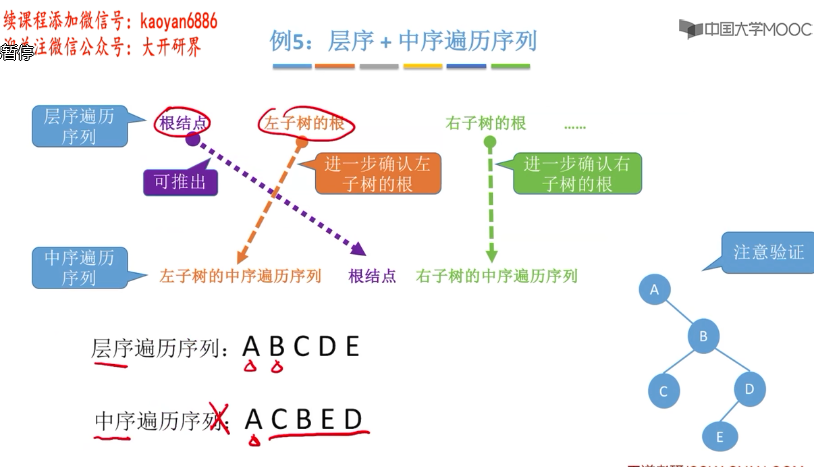 续课程添加微信号：kaoyan6886
注微信公众号：大开研界
暂停
例5：层序 + 中序遍历序列
中国大学MOOC
层序遍历
序列
根结点
左子树的根
右子树的根
......
可推出
进一步确认左
子树的根
进一步确认右
子树的根
中序遍历
序列
左子树的中序遍历序列
根结点
右子树的中序遍历序列
注意验证
层序遍历序列：A B C D E
中序遍历序列：A C B E D
A
B
C
D
E